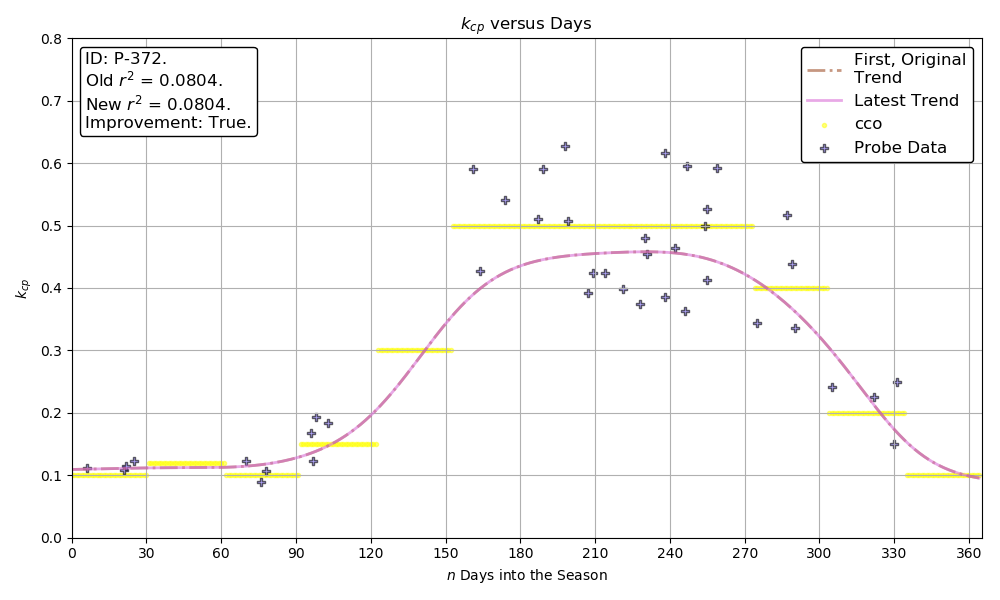 k_cp versus Days
ID: P-372.
Old r² = 0.0804.
New r² = 0.0804.
Improvement: True.
First, Original
Trend
Latest Trend
cco
Probe Data
0.8
0.7
0.6
0.5
0.4
0.3
0.2
0.1
0.0
k_cp
0 30 60 90 120 150 180 210 240 270 300 330 360
n Days into the Season